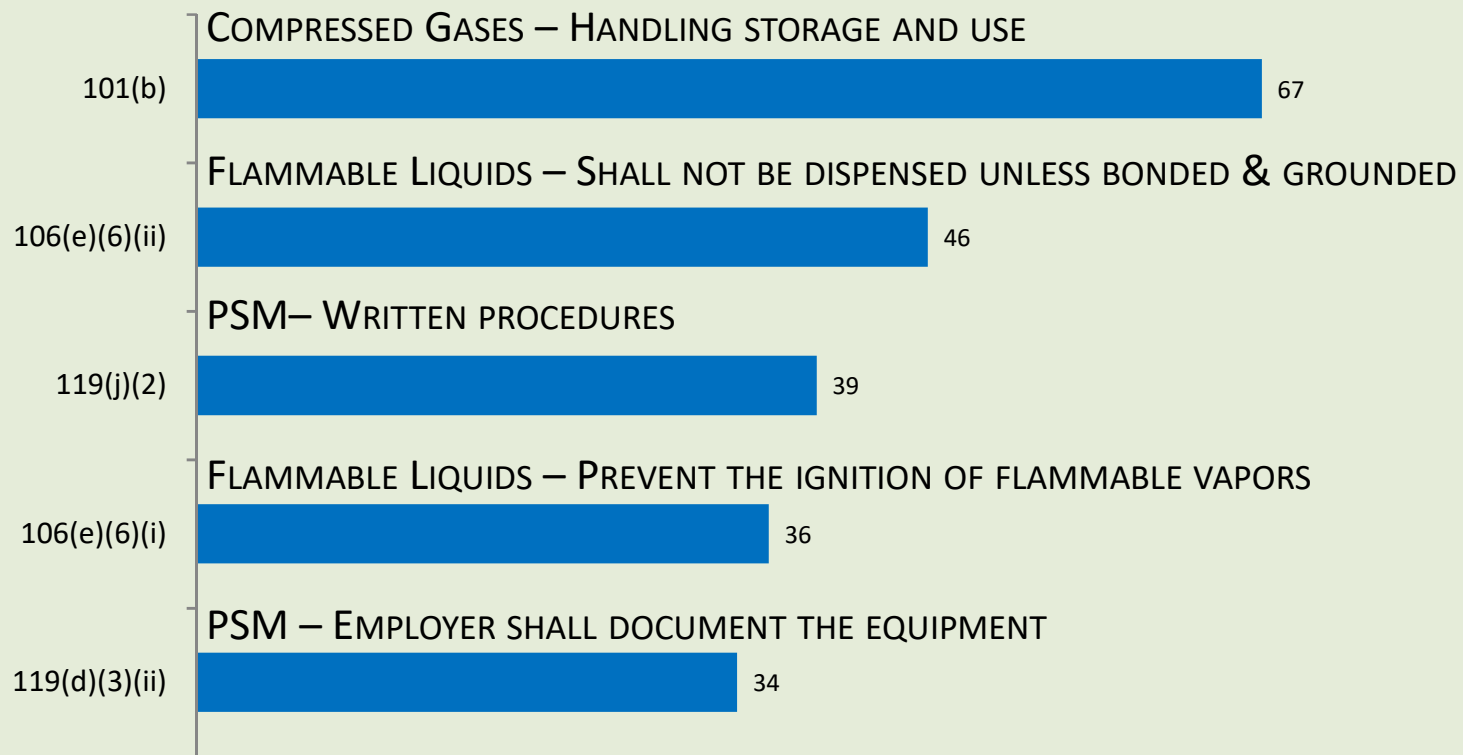 COMPRESSED GASES – HANDLING STORAGE AND USE
101(b)
67
FLAMMABLE LIQUIDS – SHALL NOT BE DISPENSED UNLESS BONDED & GROUNDED
106(e)(6)(ii)
46
PSM– WRITTEN PROCEDURES
119(j)(2)
39
FLAMMABLE LIQUIDS – PREVENT THE IGNITION OF FLAMMABLE VAPORS
106(e)(6)(i)
36
PSM – EMPLOYER SHALL DOCUMENT THE EQUIPMENT
119(d)(3)(ii)
34